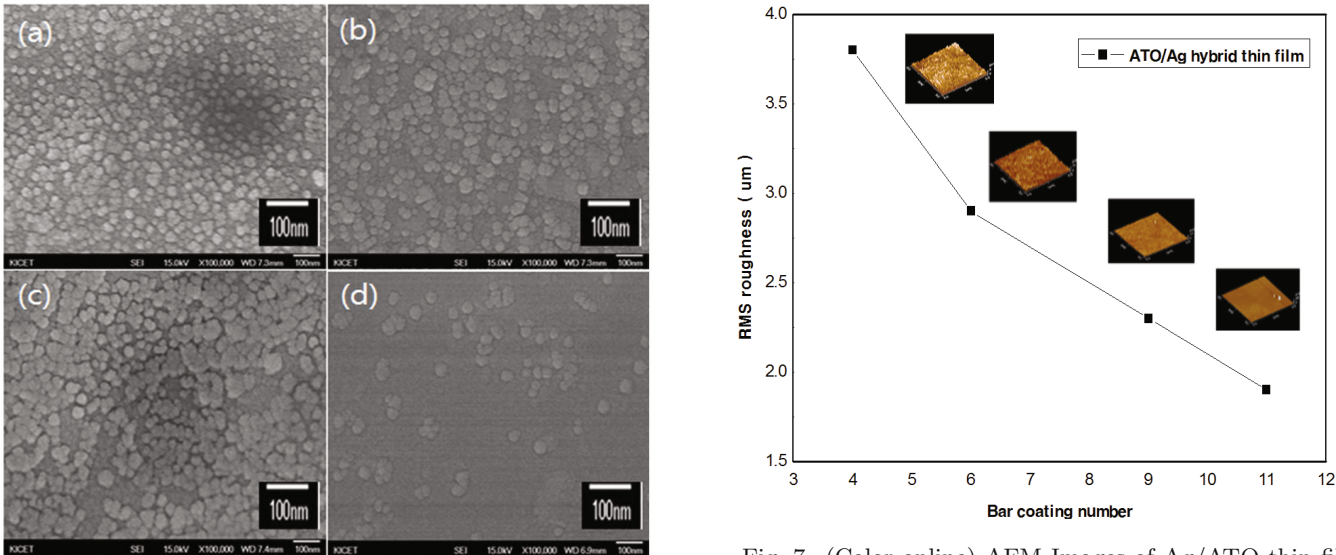 (a)
100nm
KICET SEI 15.0kV X100,000 WD 7.3mm 100nm
(b)
100nm
KICET SEI 15.0kV X100,000 WD 7.3mm 100nm
(c)
100nm
KICET SEI 15.0kV X100,000 WD 7.4mm 100nm
(d)
100nm
KICET SEI 15.0kV X100,000 WD 6.9mm 100nm
4.0
3.5
3.0
2.5
2.0
1.5
RMS roughness ( um )
ATO/Ag hybrid thin film
3 4 5 6 7 8 9 10 11 12
Bar coating number
Fig. 7. (Color online) AFM Images of Ag/ATO thin